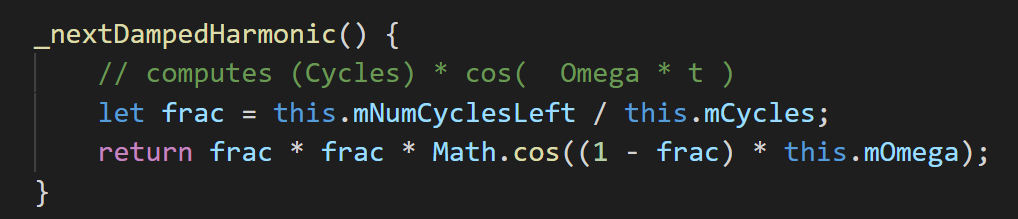 _nextDampedHarmonic() {
    // computes (Cycles) * cos(  Omega * t )
    let frac = this.mNumCyclesLeft / this.mCycles;
    return frac * frac * Math.cos((1 - frac) * this.mOmega);
}